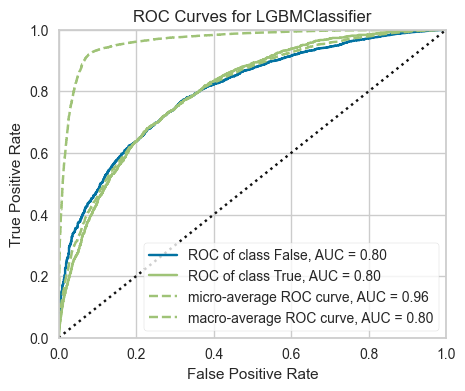 ROC Curves for LGBMClassifier
1.0
0.8
0.6
0.4
0.2
0.0
True Positive Rate
ROC of class False, AUC = 0.80
ROC of class True, AUC = 0.80
micro-average ROC curve, AUC = 0.96
macro-average ROC curve, AUC = 0.80
0.0 0.2 0.4 0.6 0.8 1.0
False Positive Rate